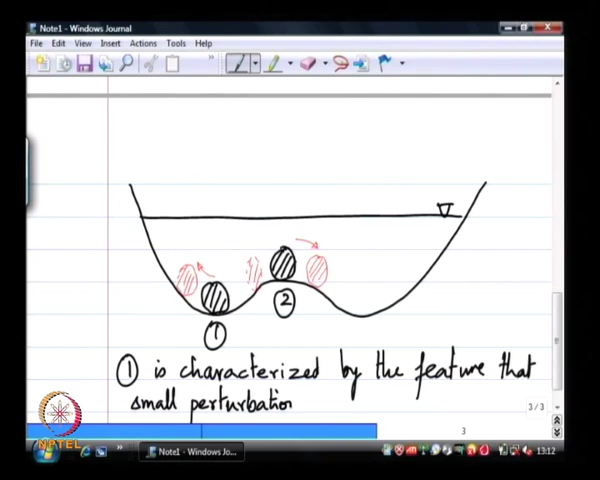 Note1 - Windows Journal
File Edit View Insert Actions Tools Help
1
2
1 is characterized by the feature that
small perturbation
3/3
3
NPTEL
Note1 - Windows Jo...
13:12